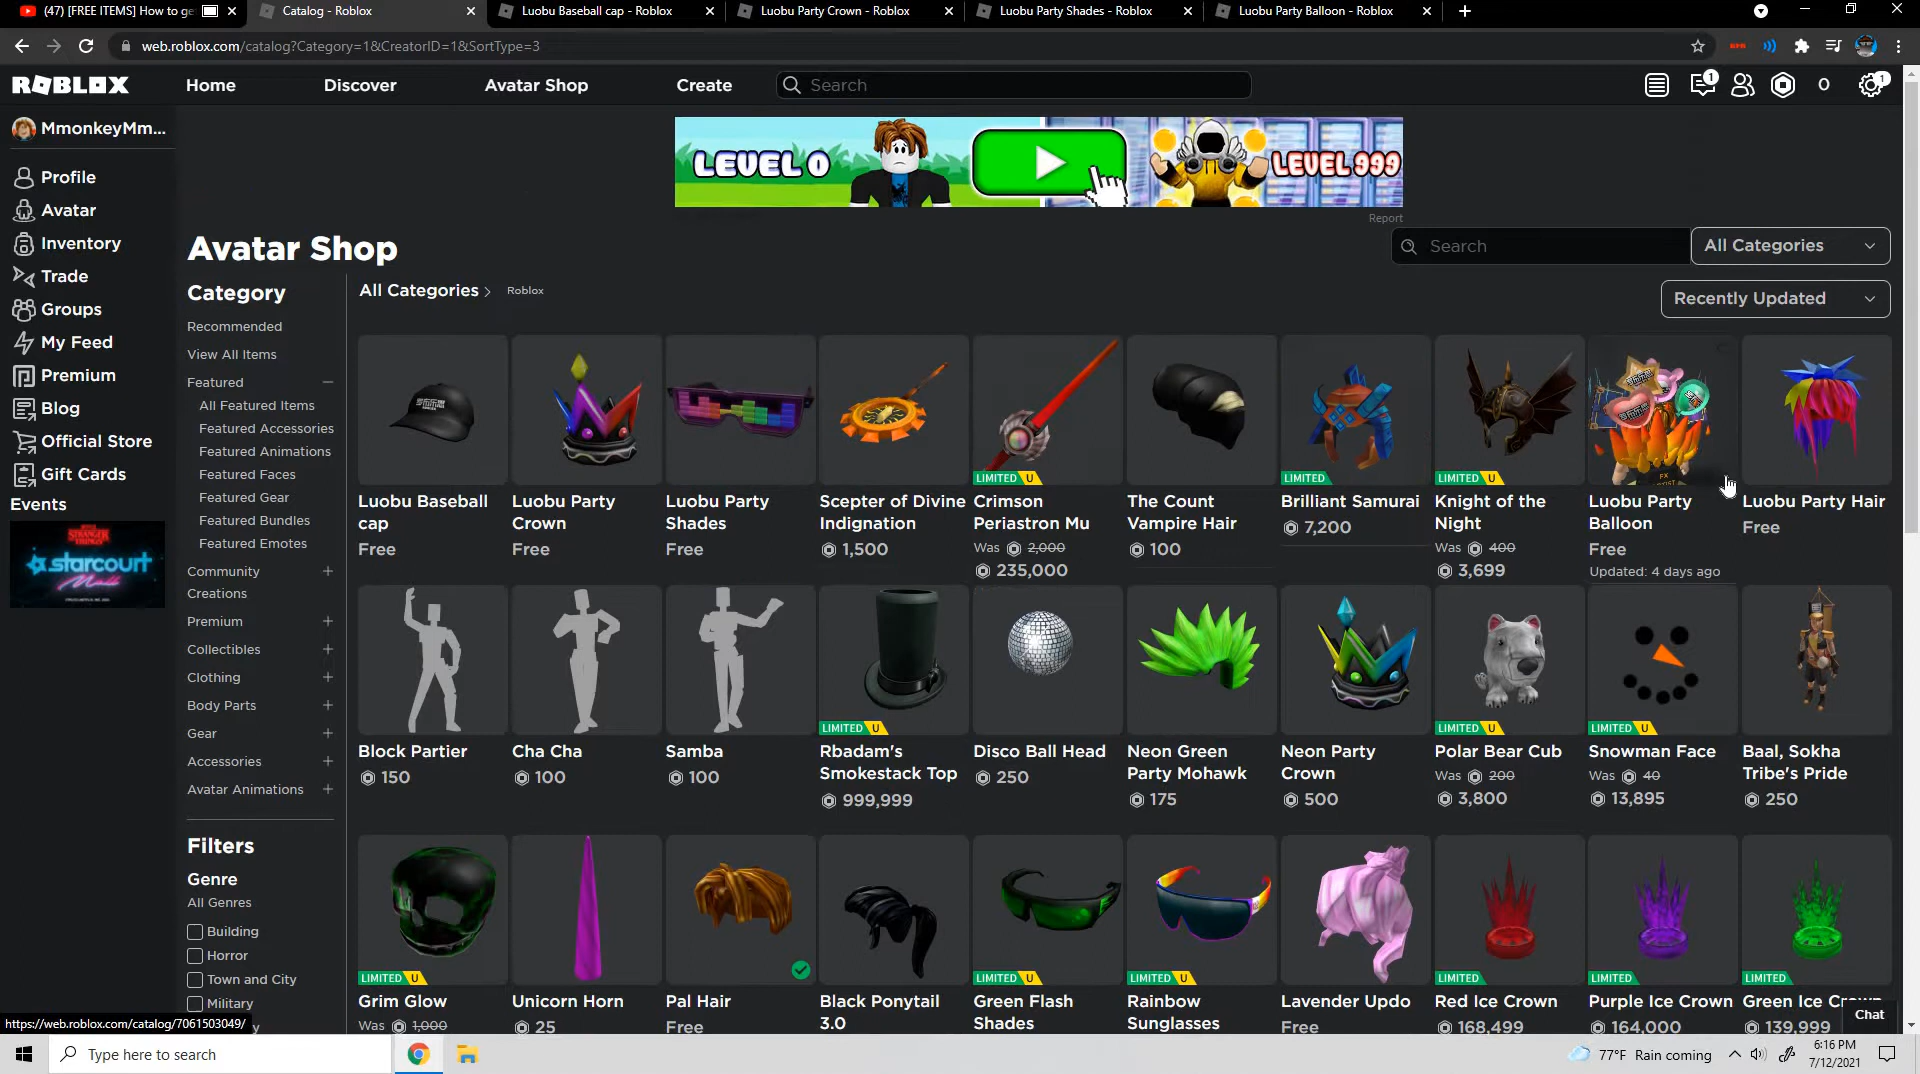 (47) [FREE ITEMS] How to ge
Catalog - Roblox
Luobu Baseball cap - Roblox
Luobu Party Crown - Roblox
Luobu Party Shades - Roblox
Luobu Party Balloon - Roblox
web.roblox.com/catalog?Category=1&CreatorID=1&SortType=3
ROBLOX
Home
Discover
Avatar Shop
Create
Search
1
0
1
MmonkeyMm...
Profile
Avatar
Inventory
Trade
Groups
My Feed
Premium
Blog
Official Store
Gift Cards
Events
STRANGER THINGS
starcourt
LEVEL 0
LEVEL 999
Report
Avatar Shop
Search
All Categories
Category
All Categories > Roblox
Recently Updated
Recommended
View All Items
Featured
All Featured Items
Featured Accessories
Featured Animations
Featured Faces
Featured Gear
Featured Bundles
Featured Emotes
Community
Creations
Premium
Collectibles
Clothing
Body Parts
Gear
Accessories
Avatar Animations
Filters
Genre
All Genres
Building
Horror
Town and City
Military
Luobu Baseball
cap
Free
Luobu Party
Crown
Free
Luobu Party
Shades
Free
Scepter of Divine
Indignation
1,500
LIMITED U
Crimson
Periastron Mu
Was 2,000
235,000
The Count
Vampire Hair
100
LIMITED
Brilliant Samurai
7,200
LIMITED U
Knight of the
Night
Was 400
3,699
Luobu Party
Balloon
Free
Updated: 4 days ago
Luobu Party Hair
Free
Block Partier
150
Cha Cha
100
Samba
100
LIMITED U
Rbadam's
Smokestack Top
999,999
Disco Ball Head
250
Neon Green
Party Mohawk
175
Neon Party
Crown
500
LIMITED U
Polar Bear Cub
Was 200
3,800
LIMITED U
Snowman Face
Was 40
13,895
Baal, Sokha
Tribe's Pride
250
LIMITED U
Grim Glow
Was 1,000
Unicorn Horn
25
Pal Hair
Free
Black Ponytail
3.0
LIMITED U
Green Flash
Shades
LIMITED U
Rainbow
Sunglasses
Lavender Updo
Free
LIMITED
Red Ice Crown
168,499
LIMITED
Purple Ice Crown
164,000
LIMITED
Green Ice Crown
139,999
Chat
https://web.roblox.com/catalog/7061503049/
Type here to search
77°F Rain coming
6:16 PM
7/12/2021